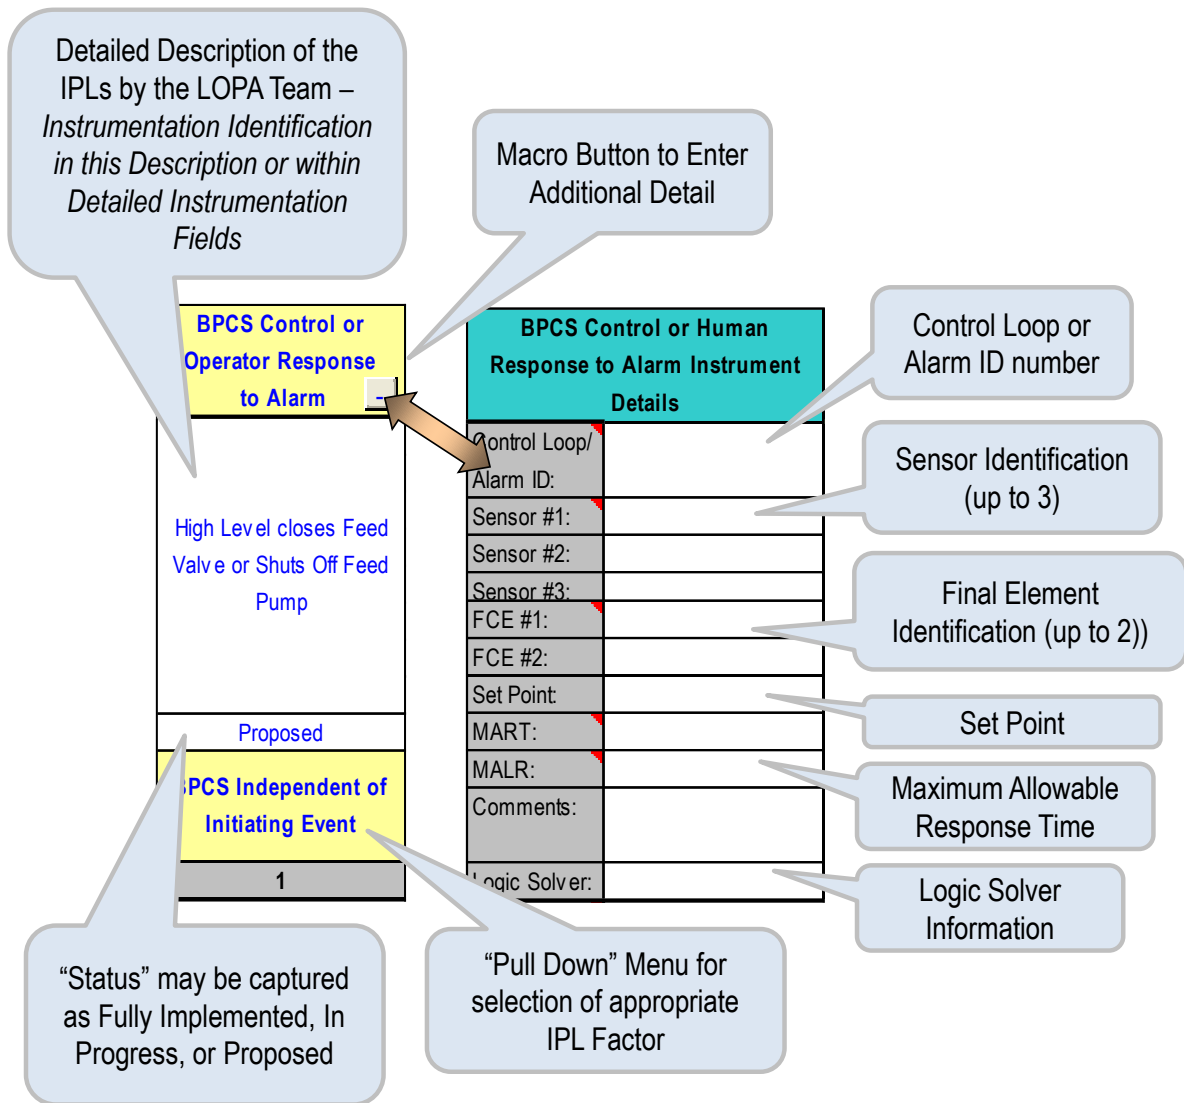 Detailed Description of the
IPLs by the LOPA Team –
Instrumentation Identification
in this Description or within
Detailed Instrumentation
Fields
Macro Button to Enter
Additional Detail
BPCS Control or
Operator Response
to Alarm
-
High Level closes Feed
Valve or Shuts Off Feed
Pump
Proposed
BPCS Independent of
Initiating Event
1
BPCS Control or Human
Response to Alarm Instrument
Details
Control Loop/
Alarm ID:
Sensor #1:
Sensor #2:
Sensor #3:
FCE #1:
FCE #2:
Set Point:
MART:
MALR:
Comments:
Logic Solver:
Control Loop or
Alarm ID number
Sensor Identification
(up to 3)
Final Element
Identification (up to 2))
Set Point
Maximum Allowable
Response Time
Logic Solver
Information
“Status” may be captured
as Fully Implemented, In
Progress, or Proposed
“Pull Down” Menu for
selection of appropriate
IPL Factor